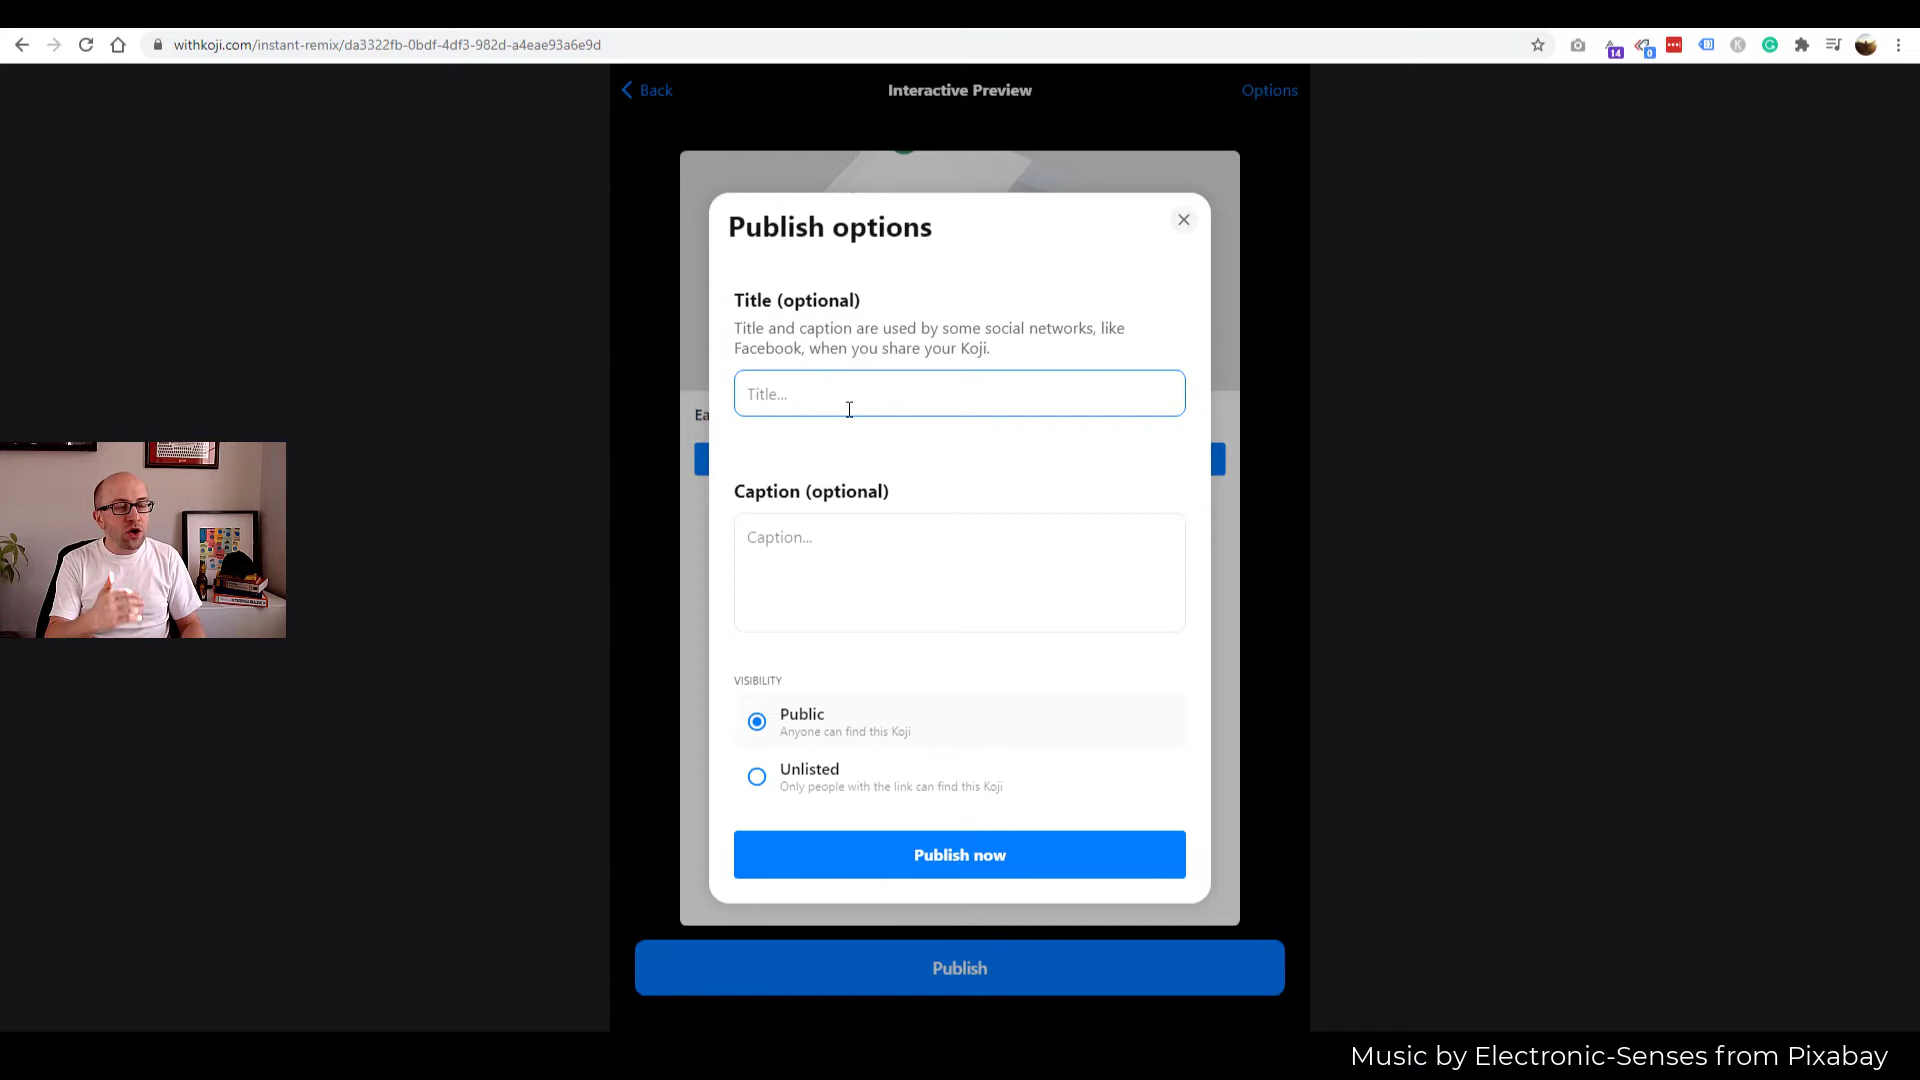 withkoji.com/instant-remix/da3322fb-0bdf-4df3-982d-a4eae93a6e9d
14
0
Back
Interactive Preview
Options
Publish options
Title (optional)
Title and caption are used by some social networks, like
Facebook, when you share your Koji.
Title...
Ea
Caption (optional)
Caption...
VISIBILITY
Public
Anyone can find this Koji
Unlisted
Only people with the link can find this Koji
Publish now
Publish
Music by Electronic-Senses from Pixabay